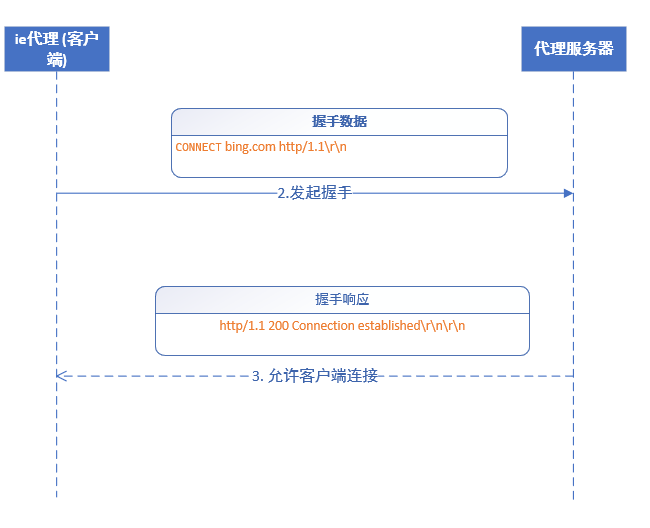 ie代理(客户
端)
代理服务器
握手数据
CONNECT bing.com http/1.1\r\n
2.发起握手
握手响应
http/1.1 200 Connection established\r\n\r\n
3. 允许客户端连接